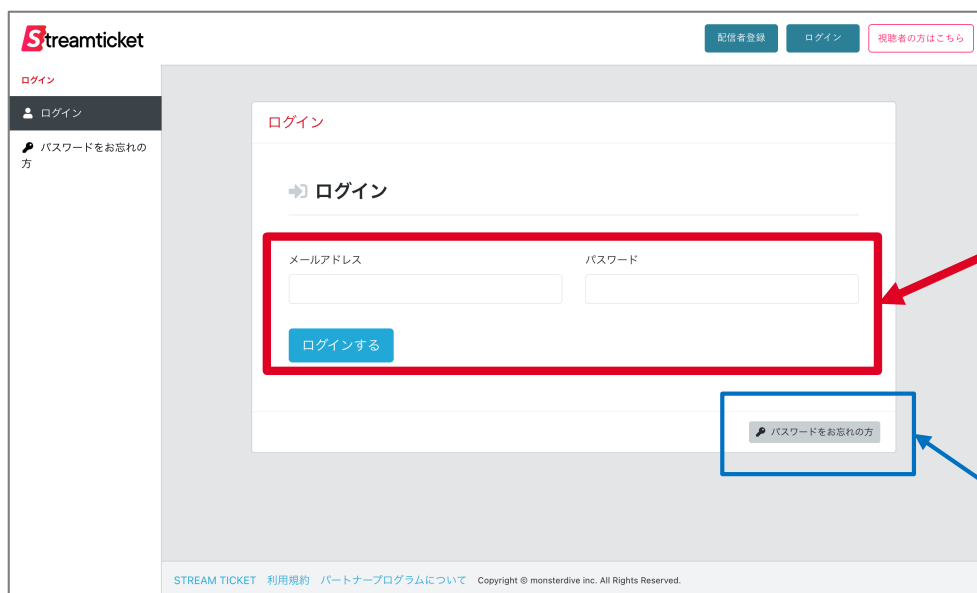 Streamticket
配信者登録
ログイン
視聴者の方はこちら
ログイン
ログイン
パスワードをお忘れの
方
ログイン
ログイン
メールアドレス
パスワード
ログインする
パスワードをお忘れの方
STREAM TICKET 利用規約 パートナープログラムについて Copyright © monsterdive inc. All Rights Reserved.